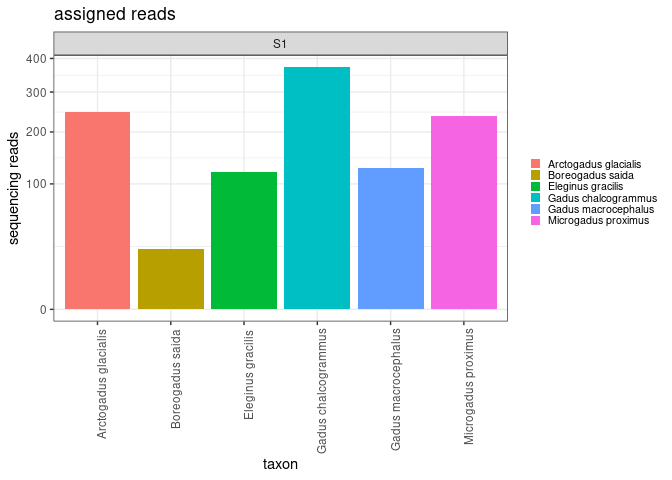 assigned reads
S1
sequencing reads
400
300
200
100
0
Arctogadus glacialis
Boreogadus saida
Eleginus gracilis
Gadus chalcogrammus
Gadus macrocephalus
Microgadus proximus
taxon
Arctogadus glacialis
Boreogadus saida
Eleginus gracilis
Gadus chalcogrammus
Gadus macrocephalus
Microgadus proximus